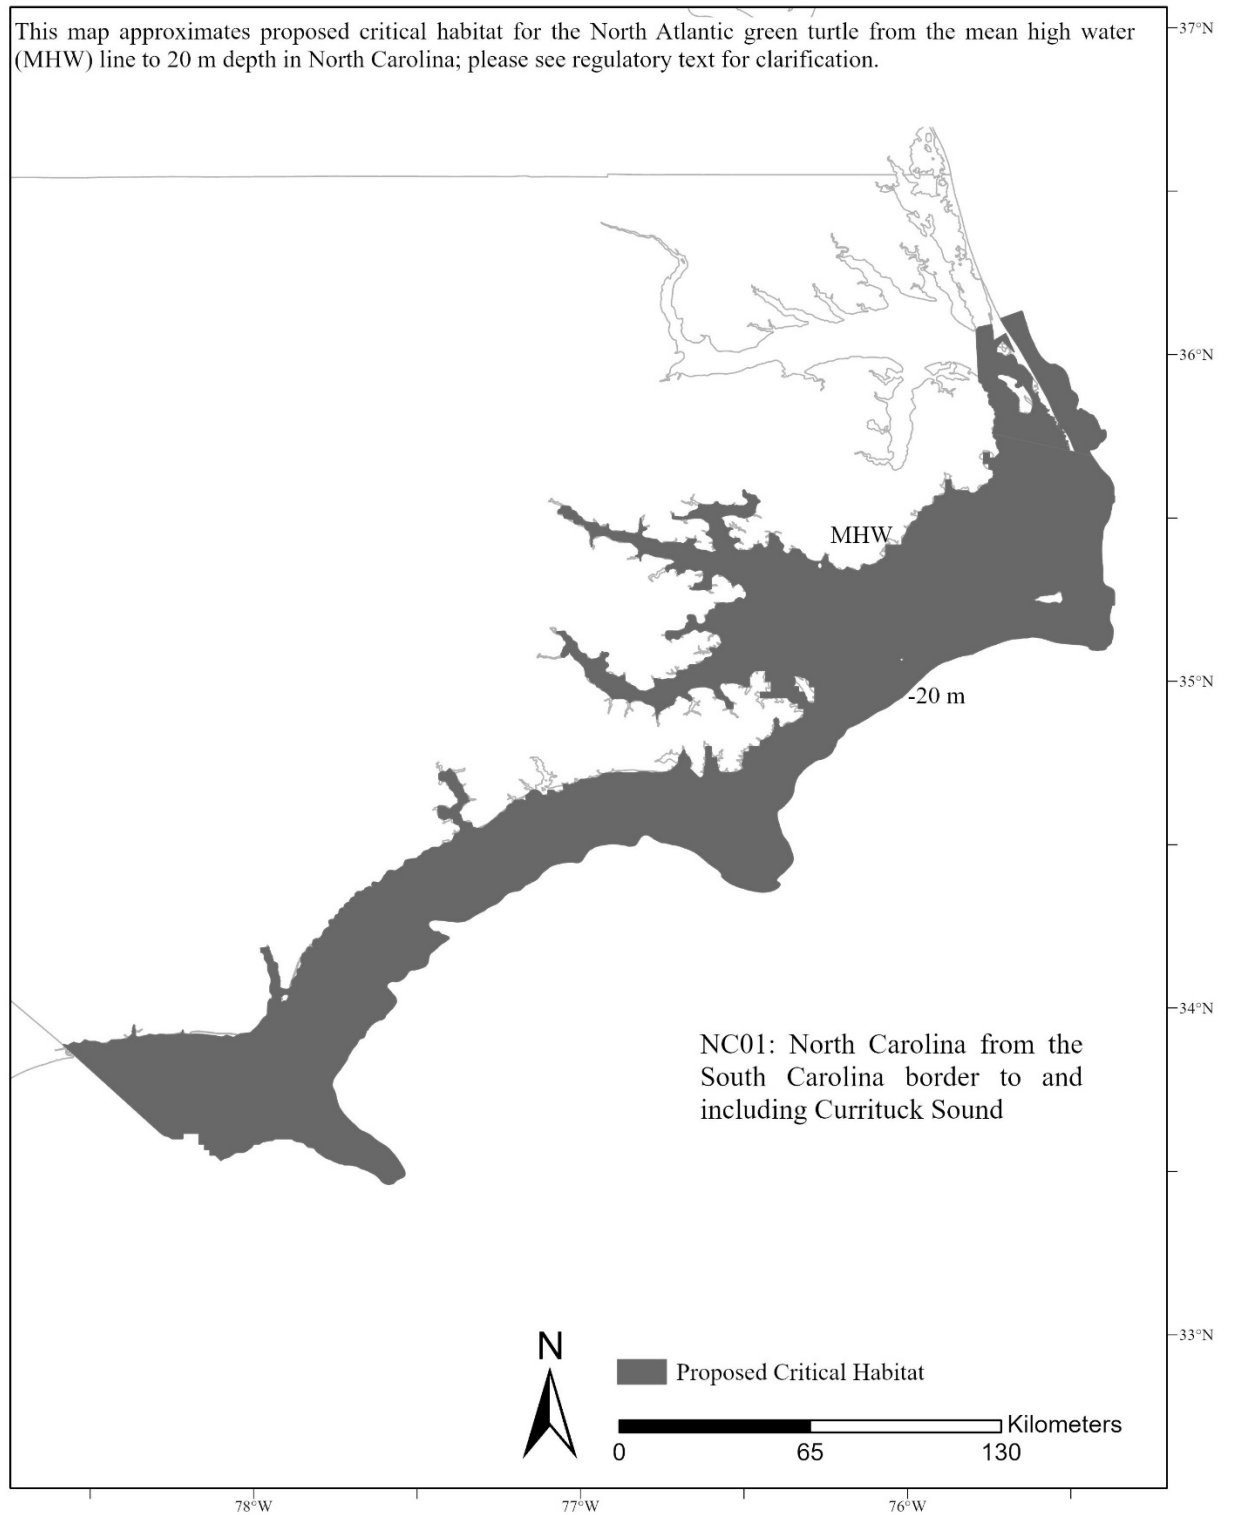 This map approximates proposed critical habitat for the North Atlantic green turtle from the mean high water
(MHW) line to 20 m depth in North Carolina; please see regulatory text for clarification.
37°N
36°N
MHW
35°N
-20 m
34°N
NC01: North Carolina from the
South Carolina border to and
including Currituck Sound
33°N
N
Proposed Critical Habitat
Kilometers
0 65 130
78°W 77°W 76°W